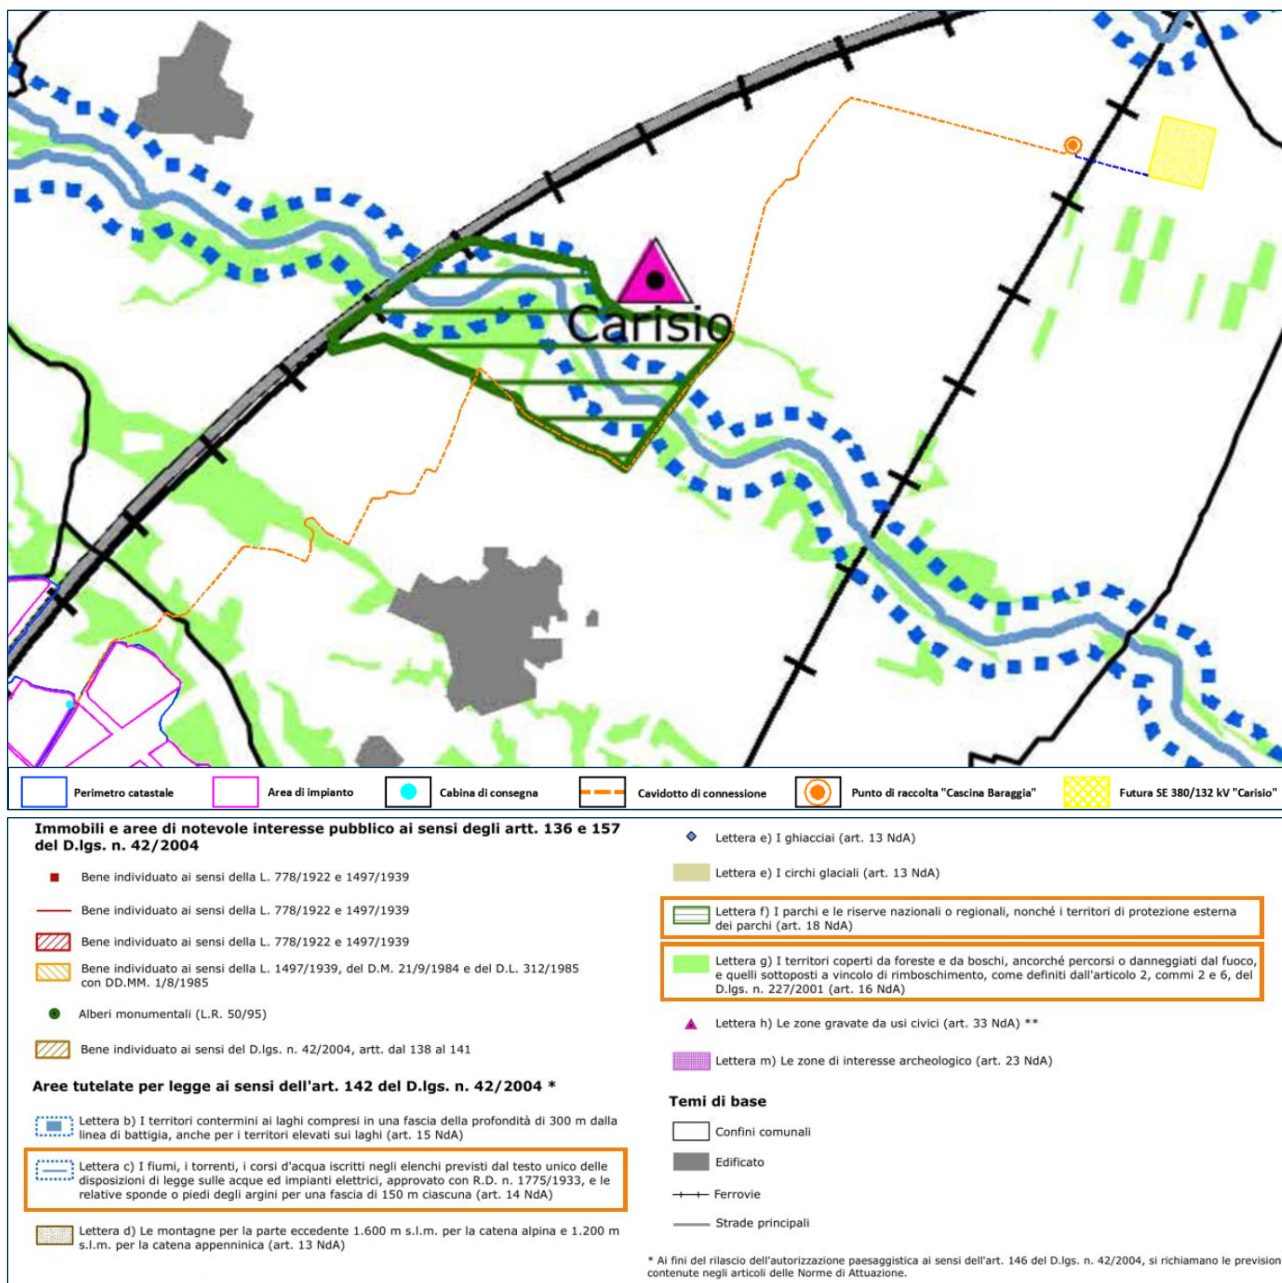 Carisio
Perimetro catastale
Area di impianto
Cabina di consegna
Cavidotto di connessione
Punto di raccolta "Cascina Baraggia"
Futura SE 380/132 kV "Carisio"
Immobili e aree di notevole interesse pubblico ai sensi degli artt. 136 e 157
del D.lgs. n. 42/2004
Bene individuato ai sensi della L. 778/1922 e 1497/1939
Bene individuato ai sensi della L. 778/1922 e 1497/1939
Bene individuato ai sensi della L. 778/1922 e 1497/1939
Bene individuato ai sensi della L. 1497/1939, del D.M. 21/9/1984 e del D.L. 312/1985
con DD.MM. 1/8/1985
Alberi monumentali (L.R. 50/95)
Bene individuato ai sensi del D.lgs. n. 42/2004, artt. dal 138 al 141
Aree tutelate per legge ai sensi dell'art. 142 del D.lgs. n. 42/2004 *
Lettera b) I territori contermini ai laghi compresi in una fascia della profondità di 300 m dalla
linea di battigia, anche per i territori elevati sui laghi (art. 15 NdA)
Lettera c) I fiumi, i torrenti, i corsi d'acqua iscritti negli elenchi previsti dal testo unico delle
disposizioni di legge sulle acque ed impianti elettrici, approvato con R.D. n. 1775/1933, e le
relative sponde o piedi degli argini per una fascia di 150 m ciascuna (art. 14 NdA)
Lettera d) Le montagne per la parte eccedente 1.600 m s.l.m. per la catena alpina e 1.200 m
s.l.m. per la catena appenninica (art. 13 NdA)
Lettera e) I ghiacciai (art. 13 NdA)
Lettera e) I circhi glaciali (art. 13 NdA)
Lettera f) I parchi e le riserve nazionali o regionali, nonché i territori di protezione esterna
dei parchi (art. 18 NdA)
Lettera g) I territori coperti da foreste e da boschi, ancorché percorsi o danneggiati dal fuoco,
e quelli sottoposti a vincolo di rimboschimento, come definiti dall'articolo 2, commi 2 e 6, del
D.lgs. n. 227/2001 (art. 16 NdA)
Lettera h) Le zone gravate da usi civici (art. 33 NdA) **
Lettera m) Le zone di interesse archeologico (art. 23 NdA)
Temi di base
Confini comunali
Edificato
Ferrovie
Strade principali
* Ai fini del rilascio dell'autorizzazione paesaggistica ai sensi dell'art. 146 del D.lgs. n. 42/2004, si richiamano le prevision
contenute negli articoli delle Norme di Attuazione.